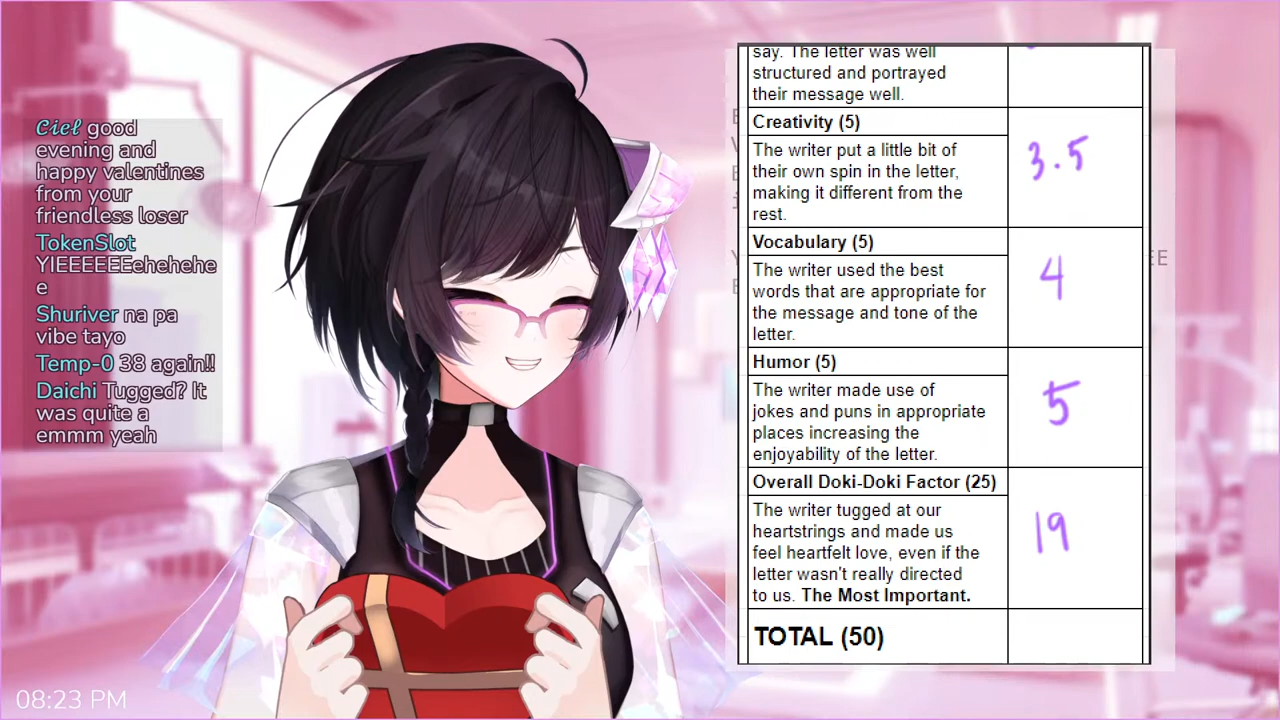 Ciel good
evening and
happy valentines
from your
friendless loser
TokenSlot
YIEEEEEEehehehe
e
Shuriver na pa
vibe tayo
Temp-0 38 again!!
Daichi Tugged? It
was quite a
emmm yeah
say. The letter was well
structured and portrayed
their message well.
Creativity (5)
The writer put a little bit of
their own spin in the letter,
making it different from the
rest.
3.5
Vocabulary (5)
The writer used the best
words that are appropriate for
the message and tone of the
letter.
4
Humor (5)
The writer made use of
jokes and puns in appropriate
places increasing the
enjoyability of the letter.
5
Overall Doki-Doki Factor (25)
The writer tugged at our
heartstrings and made us
feel heartfelt love, even if the
letter wasn't really directed
to us. The Most Important.
19
TOTAL (50)
08:23 PM